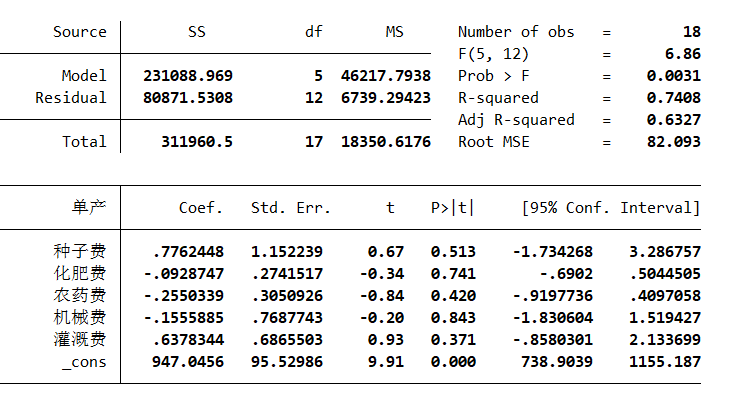 Source SS df MS Number of obs = 18
F(5, 12) = 6.86
Model 231088.969 5 46217.7938 Prob > F = 0.0031
Residual 80871.5308 12 6739.29423 R-squared = 0.7408
Adj R-squared = 0.6327
Total 311960.5 17 18350.6176 Root MSE = 82.093
单产 Coef. Std. Err. t P>|t| [95% Conf. Interval]
种子费 .7762448 1.152239 0.67 0.513 -1.734268 3.286757
化肥费 -.0928747 .2741517 -0.34 0.741 -.6902 .5044505
农药费 -.2550339 .3050926 -0.84 0.420 -.9197736 .4097058
机械费 -.1555885 .7687743 -0.20 0.843 -1.830604 1.519427
灌溉费 .6378344 .6865503 0.93 0.371 -.8580301 2.133699
_cons 947.0456 95.52986 9.91 0.000 738.9039 1155.187